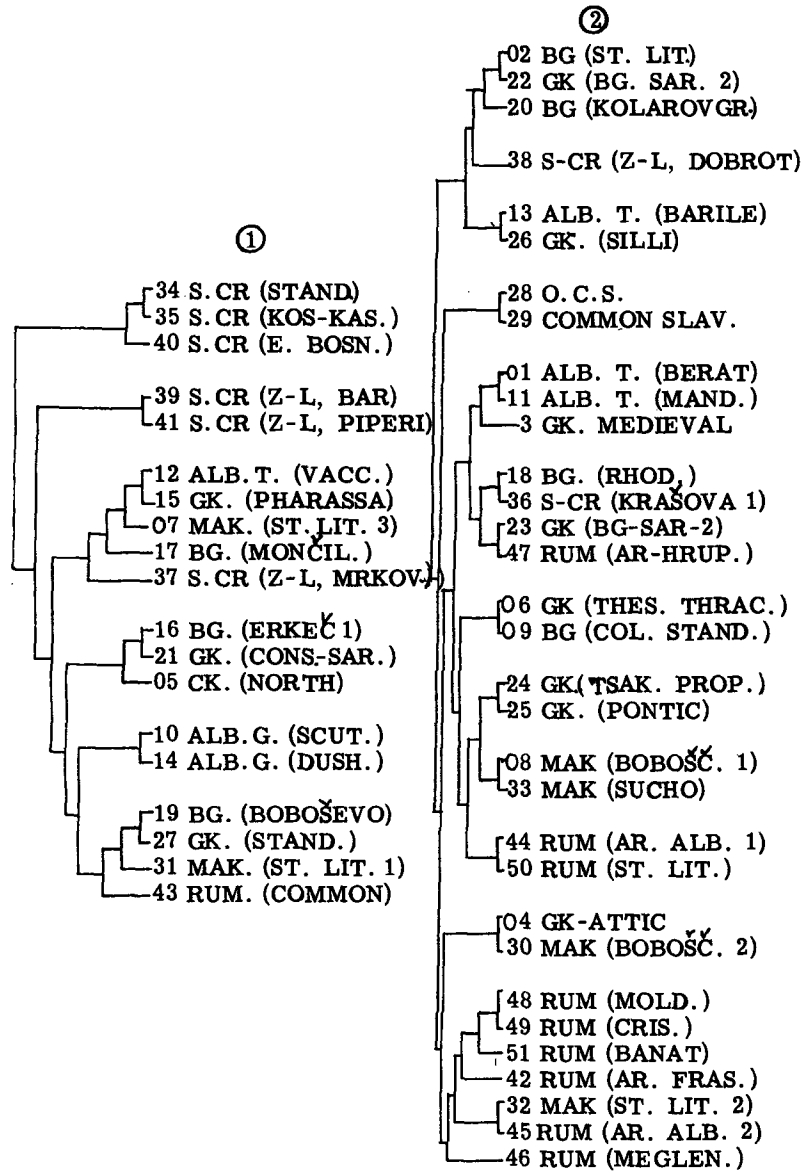 ①
34 S.CR (STAND.)
35 S.CR (KOS-KAS.)
40 S.CR (E. BOSN.)
39 S.CR (Z-L, BAR)
41 S.CR (Z-L, PIPERI)
12 ALB.T. (VACC.)
15 GK. (PHARASSA)
07 MAK. (ST. LIT. 3)
17 BG. (MONČIL.)
37 S.CR (Z-L, MRKOV.)
16 BG. (ERKEČ 1)
21 GK. (CONS.-SAR.)
05 CK. (NORTH)
10 ALB.G. (SCUT.)
14 ALB.G. (DUSH.)
19 BG. (BOBOŠEVO)
27 GK. (STAND.)
31 MAK. (ST. LIT. 1)
43 RUM. (COMMON)
②
02 BG (ST. LIT.)
22 GK (BG. SAR. 2)
20 BG (KOLAROVGR.)
38 S-CR (Z-L, DOBROT)
13 ALB. T. (BARILE)
26 GK. (SILLI)
28 O.C.S.
29 COMMON SLAV.
01 ALB. T. (BERAT)
11 ALB. T. (MAND.)
3 GK. MEDIEVAL
18 BG. (RHOD.)
36 S-CR (KRAŠOVA 1)
23 GK (BG-SAR-2)
47 RUM (AR-HRUP.)
06 GK (THES. THRAC.)
09 BG (COL. STAND.)
24 GK. (TSAK. PROP.)
25 GK. (PONTIC)
08 MAK (BOBOŠČ. 1)
33 MAK (SUCHO)
44 RUM (AR. ALB. 1)
50 RUM (ST. LIT.)
04 GK-ATTIC
30 MAK (BOBOŠČ. 2)
48 RUM (MOLD.)
49 RUM (CRIS.)
51 RUM (BANAT)
42 RUM (AR. FRAS.)
32 MAK (ST. LIT. 2)
45 RUM (AR. ALB. 2)
46 RUM (MEGLEN.)